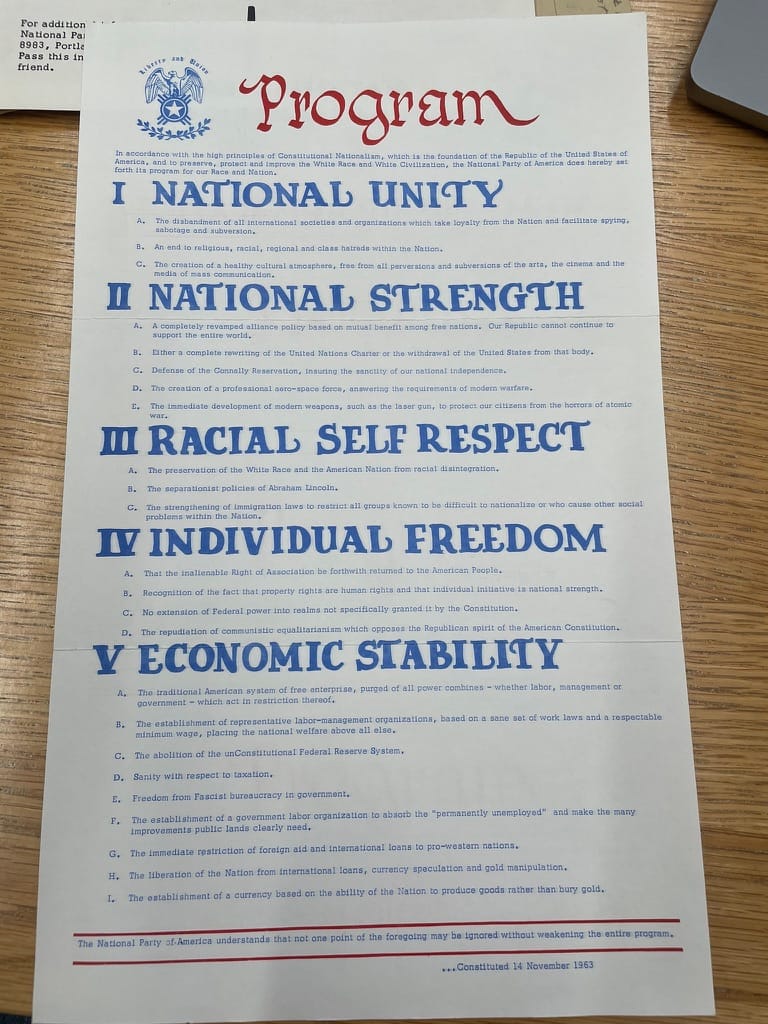 For addition
National Pa
8983, Portla
Pass this in
friend.
Liberty and Union
Program
In accordance with the high principles of Constitutional Nationalism, which is the foundation of the Republic of the United States of
America, and to preserve, protect and improve the White Race and White Civilization, the National Party of America does hereby set
forth its program for our Race and Nation.
I NATIONAL UNITY
A. The disbandment of all international societies and organizations which take loyalty from the Nation and facilitate spying,
sabotage and subversion.
B. An end to religious, racial, regional and class hatreds within the Nation.
C. The creation of a healthy cultural atmosphere, free from all perversions and subversions of the arts, the cinema and the
media of mass communication.
II NATIONAL STRENGTH
A. A completely revamped alliance policy based on mutual benefit among free nations. Our Republic cannot continue to
support the entire world.
B. Either a complete rewriting of the United Nations Charter or the withdrawal of the United States from that body.
C. Defense of the Connally Reservation, insuring the sanctity of our national independence.
D. The creation of a professional aero-space force, answering the requirements of modern warfare.
E. The immediate development of modern weapons, such as the laser gun, to protect our citizens from the horrors of atomic
war.
III RACIAL SELF RESPECT
A. The preservation of the White Race and the American Nation from racial disintegration.
B. The separationist policies of Abraham Lincoln.
C. The strengthening of immigration laws to restrict all groups known to be difficult to nationalize or who cause other social
problems within the Nation.
IV INDIVIDUAL FREEDOM
A. That the inalienable Right of Association be forthwith returned to the American People.
B. Recognition of the fact that property rights are human rights and that individual initiative is national strength.
C. No extension of Federal power into realms not specifically granted it by the Constitution.
D. The repudiation of communistic equalitarianism which opposes the Republican spirit of the American Constitution.
V ECONOMIC STABILITY
A. The traditional American system of free enterprise, purged of all power combines - whether labor, management or
government - which act in restriction thereof.
B. The establishment of representative labor-management organizations, based on a sane set of work laws and a respectable
minimum wage, placing the national welfare above all else.
C. The abolition of the unConstitutional Federal Reserve System.
D. Sanity with respect to taxation.
E. Freedom from Fascist bureaucracy in government.
F. The establishment of a government labor organization to absorb the "permanently unemployed" and make the many
improvements public lands clearly need.
G. The immediate restriction of foreign aid and international loans to pro-western nations.
H. The liberation of the Nation from international loans, currency speculation and gold manipulation.
I. The establishment of a currency based on the ability of the Nation to produce goods rather than bury gold.
The National Party of America understands that not one point of the foregoing may be ignored without weakening the entire program.
...Constituted 14 November 1963